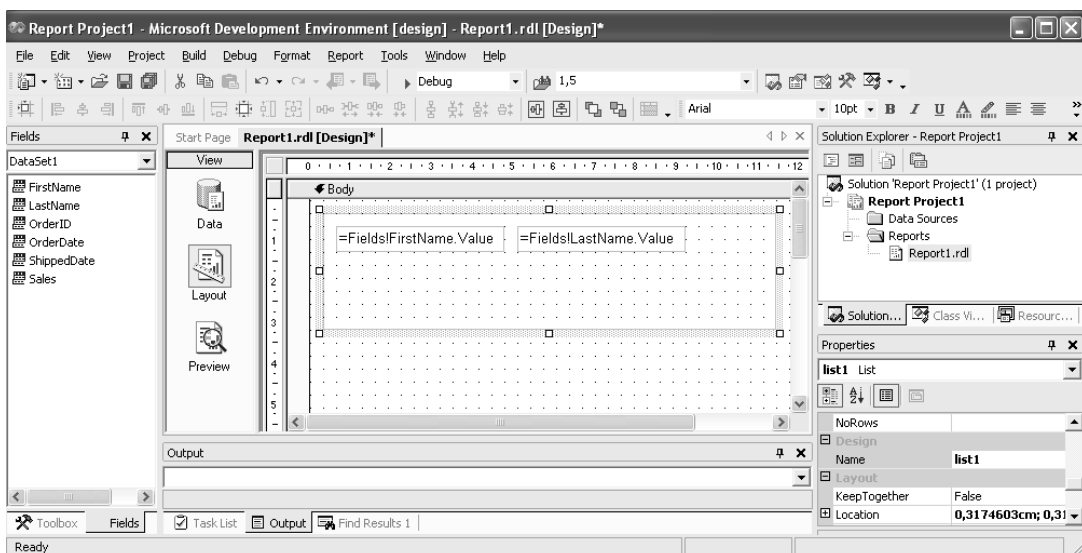 Report Project1 - Microsoft Development Environment [design] - Report1.rdl [Design]*
File Edit View Project Build Debug Format Report Tools Window Help
Debug 1,5
Arial 10pt B I U A
Fields
DataSet1
FirstName
LastName
OrderID
OrderDate
ShippedDate
Sales
Toolbox Fields
Start Page Report1.rdl [Design]*
View
Data
Layout
Preview
0 1 2 3 4 5 6 7 8 9 10 11 12
Body
1
2
3
4
5
=Fields!FirstName.Value =Fields!LastName.Value
Output
Task List Output Find Results 1
Solution Explorer - Report Project1
Solution 'Report Project1' (1 project)
Report Project1
Data Sources
Reports
Report1.rdl
Solution... Class Vi... Resourc...
Properties
list1 List
NoRows
Design
Name list1
Layout
KeepTogether False
Location 0,3174603cm; 0,31
Ready